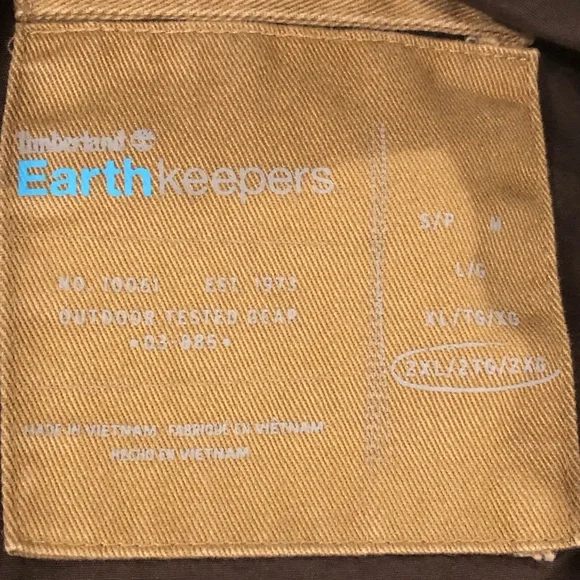 Timberland
Earthkeepers
NO 10061 EST 1973
OUTDOOR TESTED GEAR
*03 985*
MADE IN VIETNAM FABRIQUE EN VIETNAM
HECHO EN VIETNAM
S/P M
L/G
XL/TG/XG
2XL/2TG/2XG